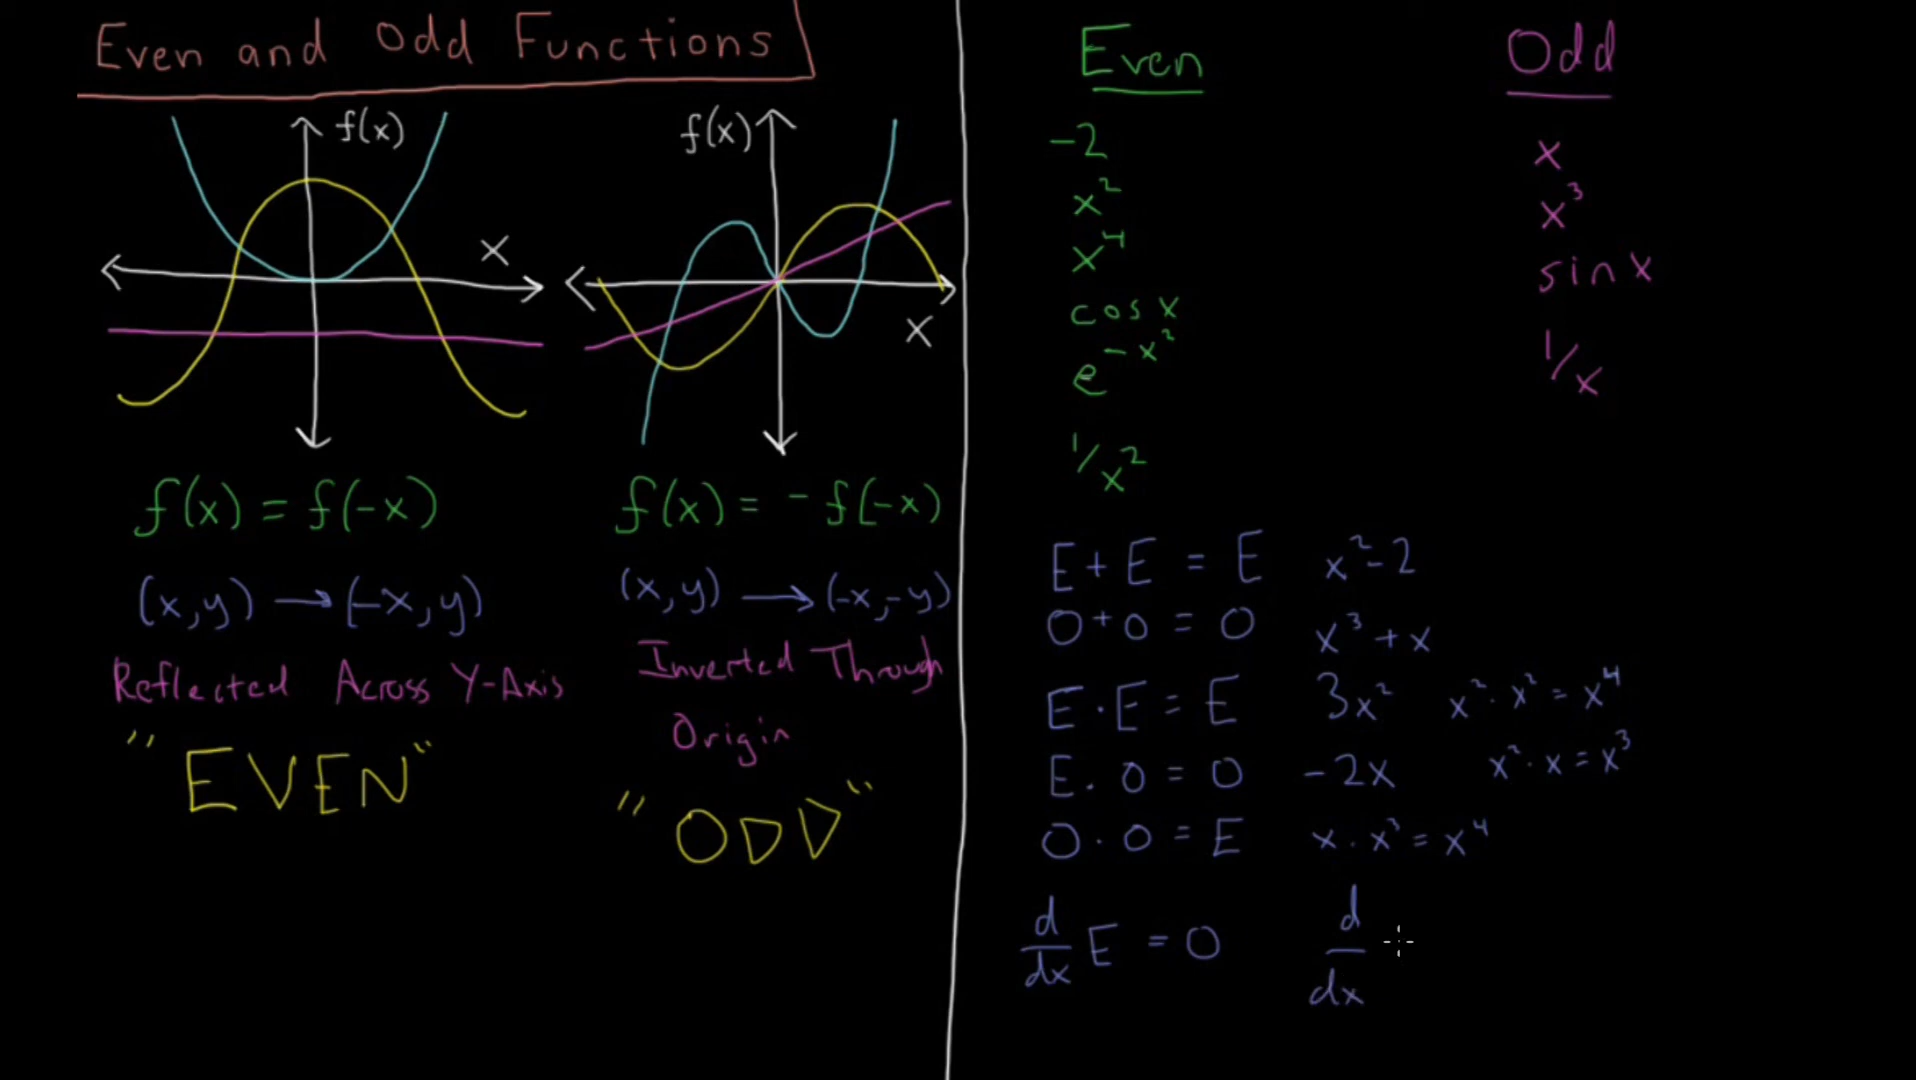 Even and Odd Functions
f(x)
x
f(x)
x
f(x) = f(-x)
(x,y) → (-x,y)
Reflected Across Y-Axis
"EVEN"
f(x) = - f(-x)
(x,y) → (-x,-y)
Inverted Through
Origin
"ODD"
Even
-2
x²
x⁴
cos x
e^-x²
1/x²
Odd
x
x³
sin x
1/x
E + E = E x² - 2
O + O = O x³ + x
E · E = E 3x² x² · x² = x⁴
E · O = O -2x x² · x = x³
O · O = E x · x³ = x⁴
d/dx E = O d/dx